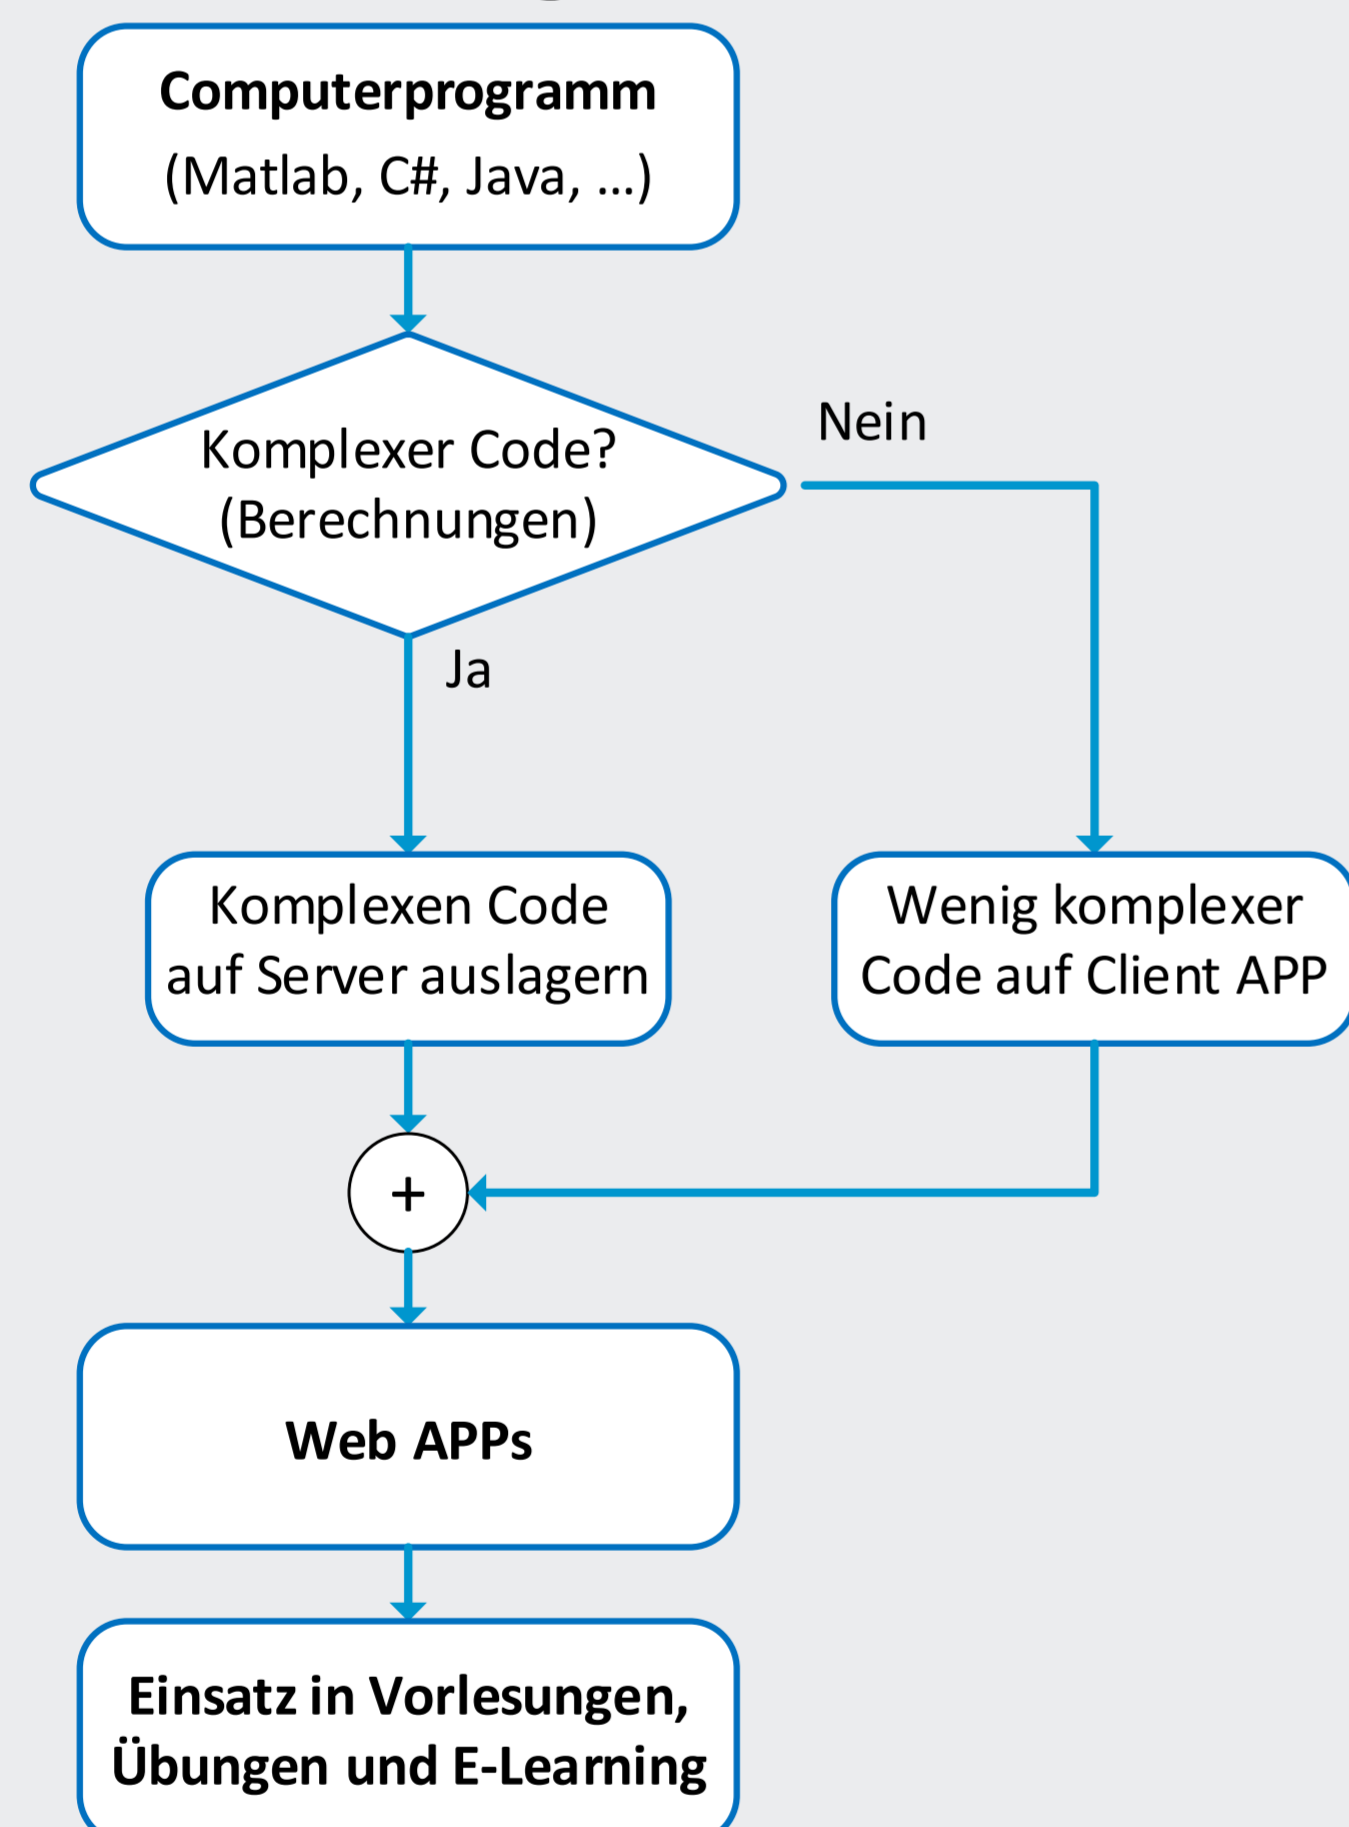 Computerprogramm
(Matlab, C#, Java, ...)
Komplexer Code?
(Berechnungen)
Nein
Ja
Komplexen Code
auf Server auslagern
Wenig komplexer
Code auf Client APP
+
Web APPs
Einsatz in Vorlesungen,
Übungen und E-Learning